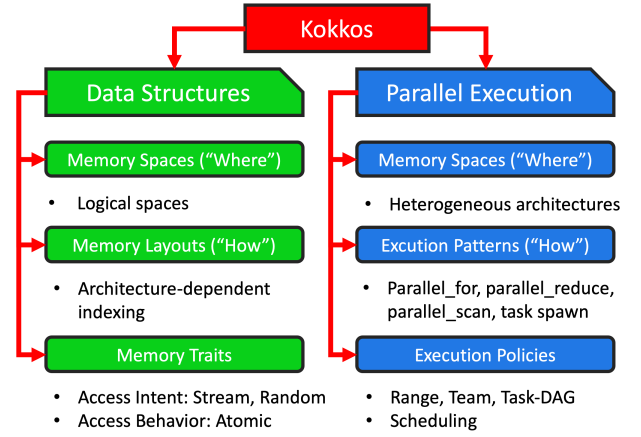 Kokkos
Data Structures
Memory Spaces (“Where”)
• Logical spaces
Memory Layouts (“How”)
• Architecture-dependent
indexing
Memory Traits
• Access Intent: Stream, Random
• Access Behavior: Atomic
Parallel Execution
Memory Spaces (“Where”)
• Heterogeneous architectures
Excution Patterns (“How”)
• Parallel_for, parallel_reduce,
parallel_scan, task spawn
Execution Policies
• Range, Team, Task-DAG
• Scheduling